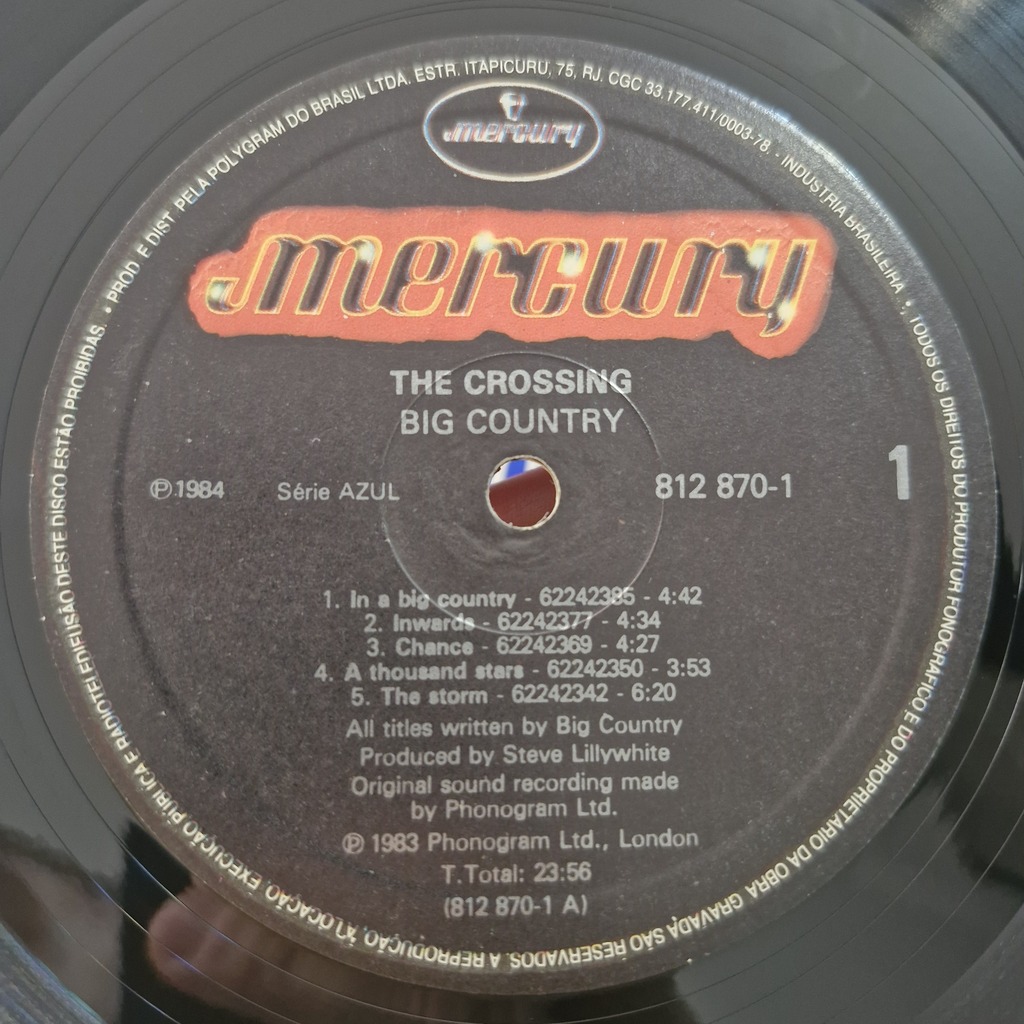 • PROD. E DIST. PELA POLYGRAM DO BRASIL LTDA. ESTR. ITAPICURU, 75, RJ. CGC 33.177.411/0003-78. - INDÚSTRIA BRASILEIRA • TODOS OS DIREITOS DO PRODUTOR FONOGRÁFICO E DO PROPRIETÁRIO DA OBRA GRAVADA SÃO RESERVADOS. A REPRODUÇÃO, A LOCAÇÃO, EXECUÇÃO PÚBLICA E RADIOTELEDIFUSÃO DESTE DISCO ESTÃO PROIBIDAS.
mercury
mercury
THE CROSSING
BIG COUNTRY
℗ 1984 Série AZUL 812 870-1 1
1. In a big country - 62242385 - 4:42
2. Inwards - 62242377 - 4:34
3. Chance - 62242369 - 4:27
4. A thousand stars - 62242350 - 3:53
5. The storm - 62242342 - 6:20
All titles written by Big Country
Produced by Steve Lillywhite
Original sound recording made
by Phonogram Ltd.
℗ 1983 Phonogram Ltd., London
T.Total: 23:56
(812 870-1 A)